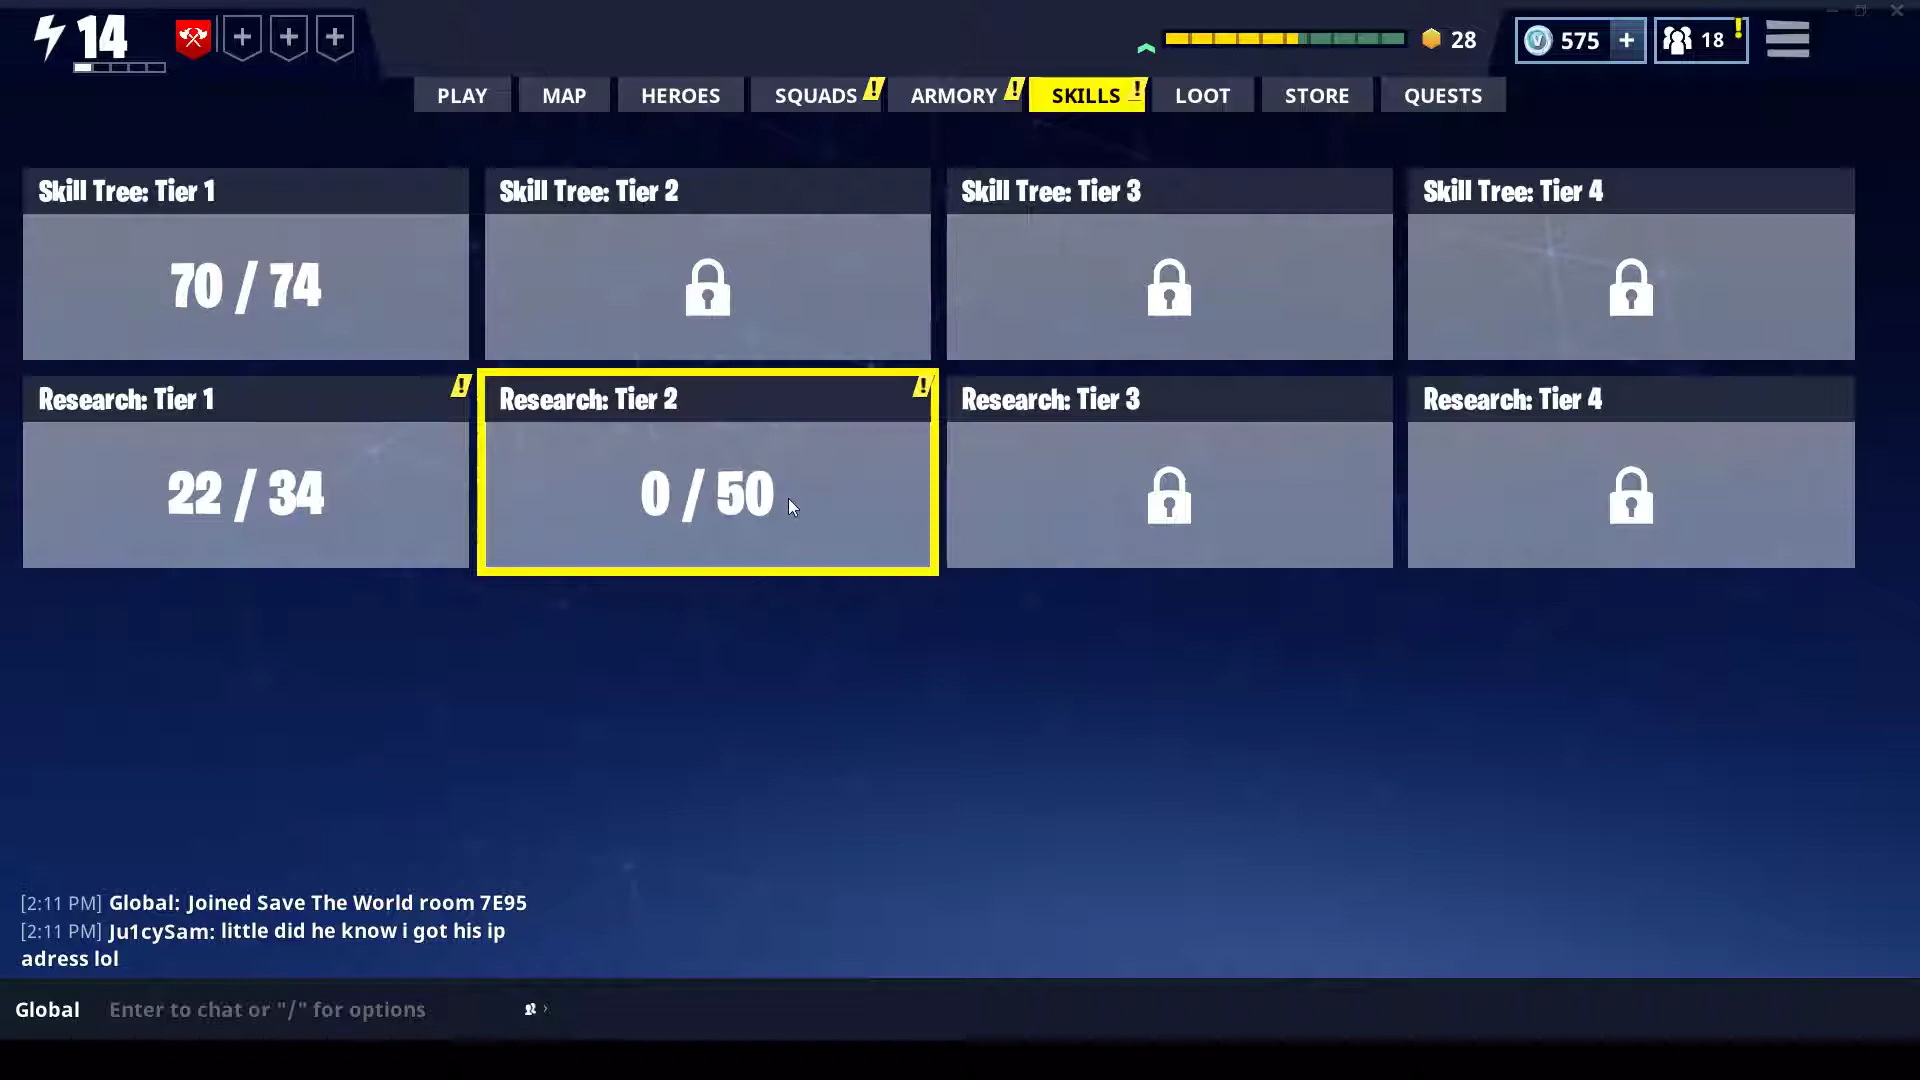 14
28
575
18
PLAY MAP HEROES SQUADS ! ARMORY ! SKILLS ! LOOT STORE QUESTS
Skill Tree: Tier 1
70 / 74
Skill Tree: Tier 2
Skill Tree: Tier 3
Skill Tree: Tier 4
Research: Tier 1
22 / 34
Research: Tier 2
0 / 50
Research: Tier 3
Research: Tier 4
[2:11 PM] Global: Joined Save The World room 7E95
[2:11 PM] Ju1cySam: little did he know i got his ip
adress lol
Global Enter to chat or "/" for options